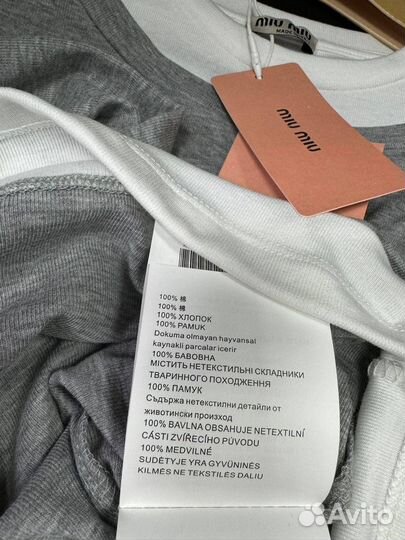 miu miu
MADE
miu miu
100% 棉
100% 棉
100% ХЛОПОК
100% PAMUK
Dokuma olmayan hayvansal
kaynakli parcalar icerir
100% БАВОВНА
МІСТИТЬ НЕТЕКСТИЛЬНІ СКЛАДНИКИ
ТВАРИННОГО ПОХОДЖЕННЯ
100% ПАМУК
Съдържа нетекстилни детайли от
животински произход
100% BAVLNA OBSAHUJE NETEXTILNÍ
ČÁSTI ZVÍŘECÍHO PŮVODU
100% MEDVILNĖ
SUDĖTYJE YRA GYVŪNINĖS
KILMĖS NE TEKSTILĖS DALIU
Avito